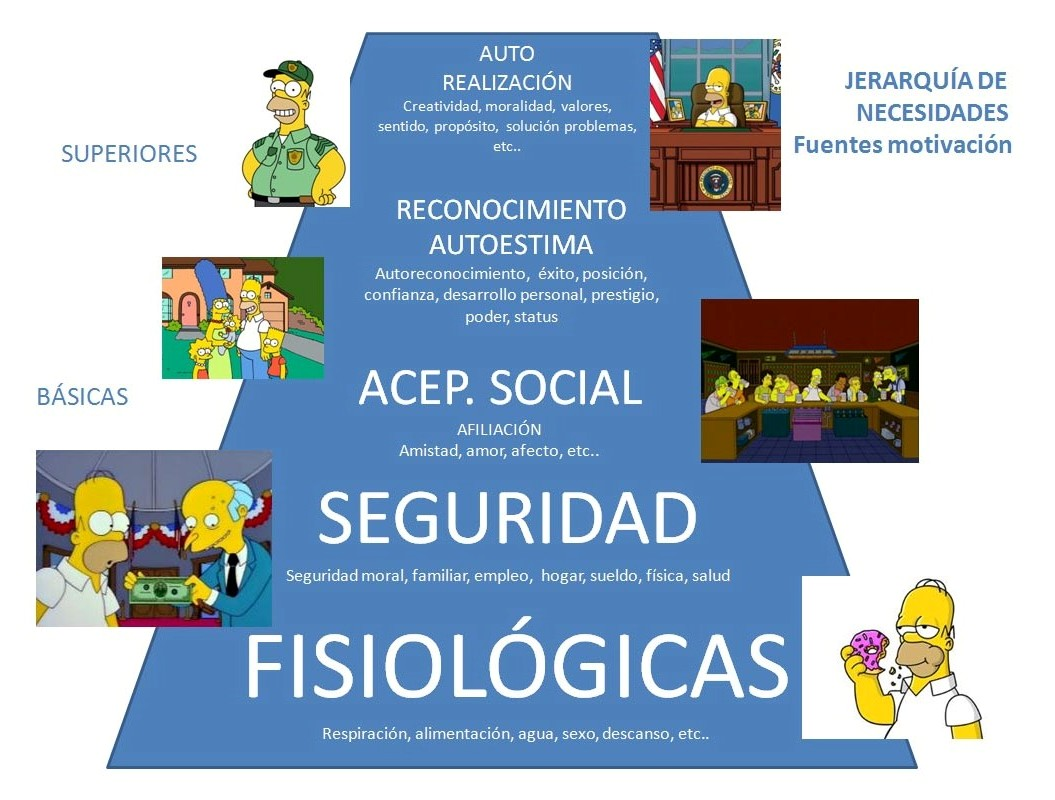 AUTO
REALIZACIÓN
Creatividad, moralidad, valores,
sentido, propósito, solución problemas,
etc..
JERARQUÍA DE
NECESIDADES
Fuentes motivación
SUPERIORES
RECONOCIMIENTO
AUTOESTIMA
Autoreconocimiento, éxito, posición,
confianza, desarrollo personal, prestigio,
poder, status
BÁSICAS
ACEP. SOCIAL
AFILIACIÓN
Amistad, amor, afecto, etc..
SEGURIDAD
Seguridad moral, familiar, empleo, hogar, sueldo, física, salud
FISIOLÓGICAS
Respiración, alimentación, agua, sexo, descanso, etc..